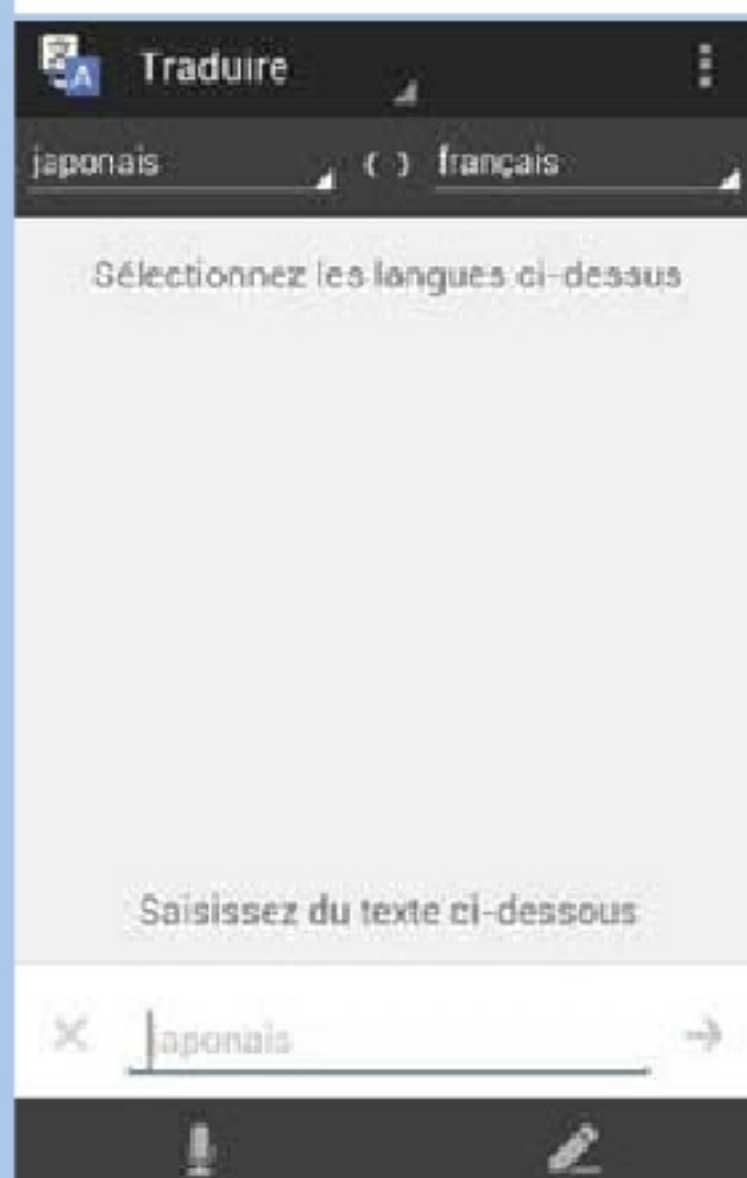 Traduire
japonais français
Sélectionnez les langues ci-dessus
Saisissez du texte ci-dessous
japonais